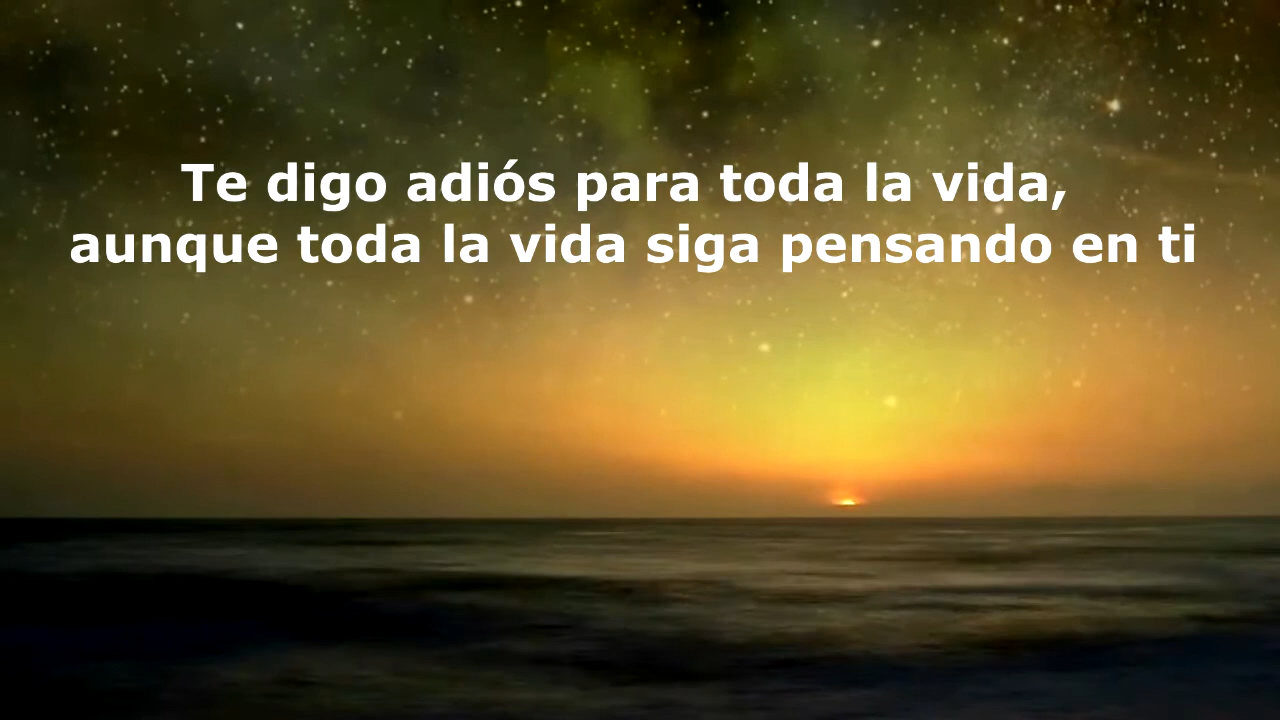 Te digo adiós para toda la vida,
aunque toda la vida siga pensando en ti